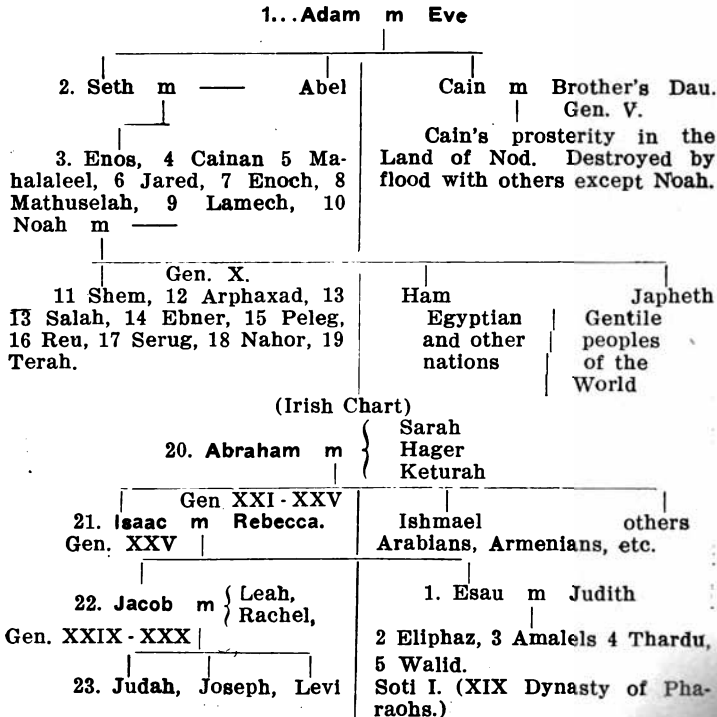 1...Adam m Eve
2. Seth m —— Abel
Cain m Brother's Dau.
Gen. V.
Cain's prosterity in the
Land of Nod. Destroyed by
flood with others except Noah.
3. Enos, 4 Cainan 5 Ma-
halaleel, 6 Jared, 7 Enoch, 8
Mathuselah, 9 Lamech, 10
Noah m ——
Gen. X.
11 Shem, 12 Arphaxad, 13
13 Salah, 14 Ebner, 15 Peleg,
16 Reu, 17 Serug, 18 Nahor, 19
Terah.
Ham
Egyptian
and other
nations
Japheth
Gentile
peoples
of the
World
(Irish Chart)
20. Abraham m
Sarah
Hager
Keturah
Gen XXI - XXV
21. Isaac m Rebecca.
Gen. XXV
Ishmael others
Arabians, Armenians, etc.
22. Jacob m
Leah,
Rachel,
Gen. XXIX - XXX
23. Judah, Joseph, Levi
1. Esau m Judith
2 Eliphaz, 3 Amalels 4 Thardu,
5 Walid.
Soti I. (XIX Dynasty of Pha-
raohs.)